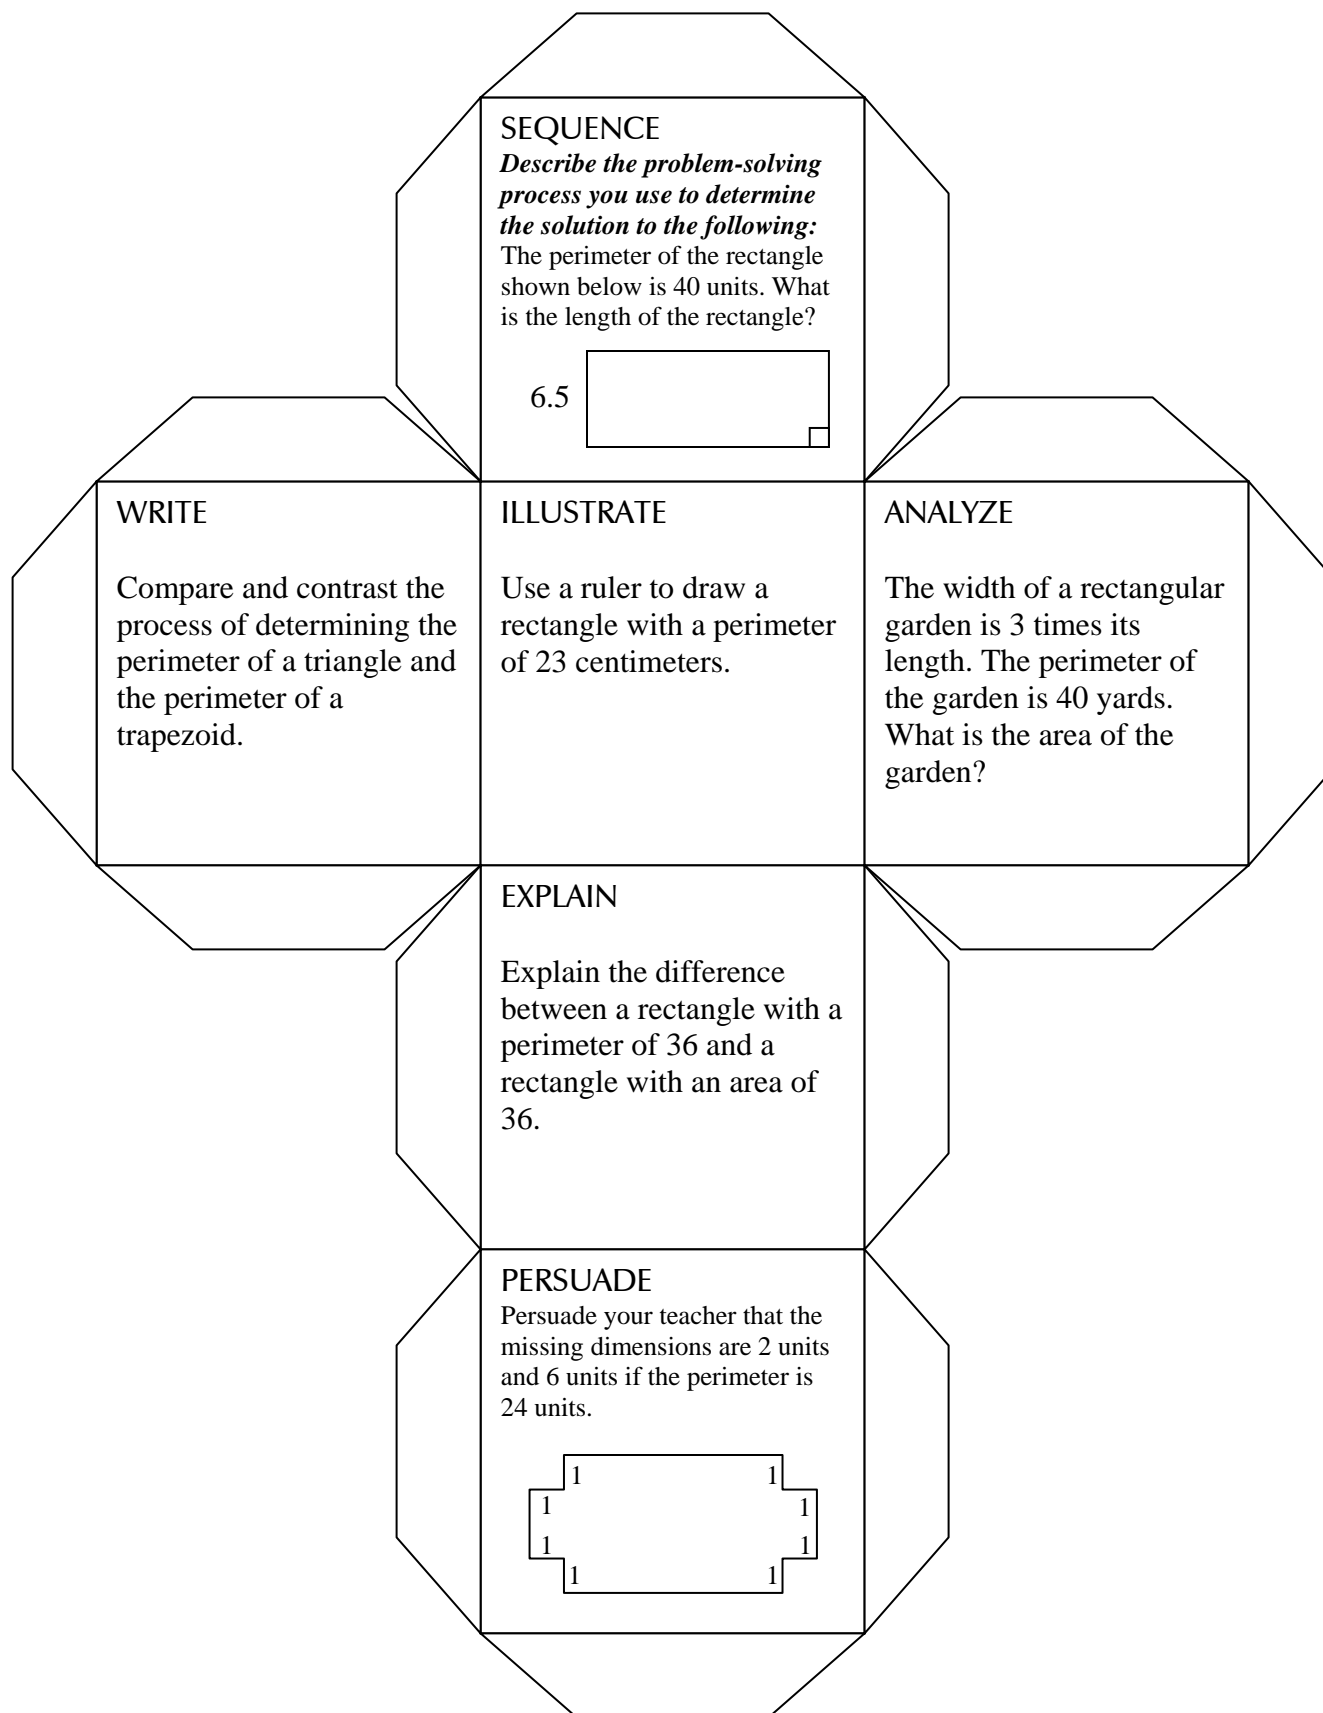 SEQUENCE
Describe the problem-solving
process you use to determine
the solution to the following:
The perimeter of the rectangle
shown below is 40 units. What
is the length of the rectangle?
6.5
WRITE
Compare and contrast the
process of determining the
perimeter of a triangle and
the perimeter of a
trapezoid.
ILLUSTRATE
Use a ruler to draw a
rectangle with a perimeter
of 23 centimeters.
ANALYZE
The width of a rectangular
garden is 3 times its
length. The perimeter of
the garden is 40 yards.
What is the area of the
garden?
EXPLAIN
Explain the difference
between a rectangle with a
perimeter of 36 and a
rectangle with an area of
36.
PERSUADE
Persuade your teacher that the
missing dimensions are 2 units
and 6 units if the perimeter is
24 units.
1 1
1 1
1 1
1 1